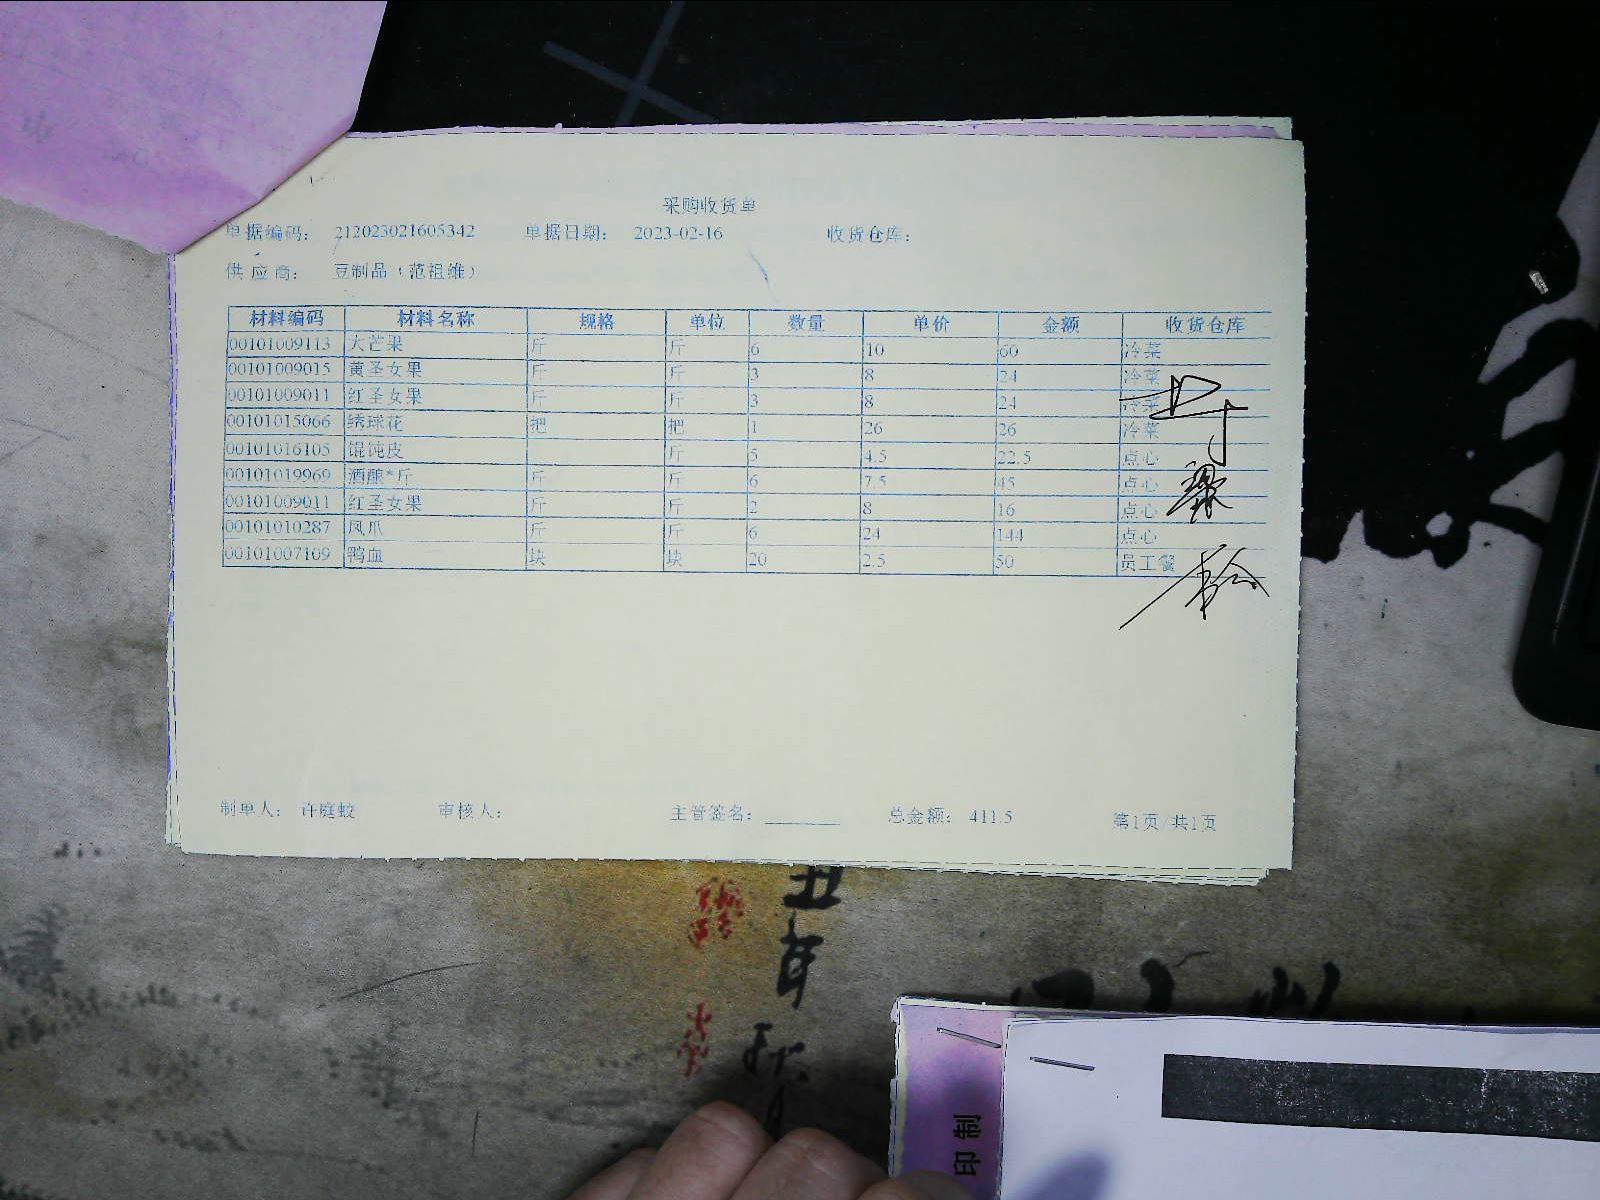 采购收货单
单据编码： 212023021605342 单据日期： 2023-02-16 收货仓库：
供应商： 豆制品（范祖维）
材料编码 材料名称 规格 单位 数量 单价 金额 收货仓库
00101009113 大芒果 斤 斤 6 10 60 冷菜
00101009015 黄圣女果 斤 斤 3 8 24 冷菜
00101009011 红圣女果 斤 斤 3 8 24 冷菜
00101015066 绣球花 把 把 1 26 26 冷菜
00101016105 馄饨皮 斤 5 4.5 22.5 点心
00101019969 酒酿*斤 斤 斤 6 7.5 45 点心
00101009011 红圣女果 斤 斤 2 8 16 点心
00101010287 凤爪 斤 斤 6 24 144 点心
00101007109 鸭血 块 块 20 2.5 50 员工餐
制单人： 许庭蛟 审核人： 主管签名：________ 总金额： 411.5 第1页/共1页
印制